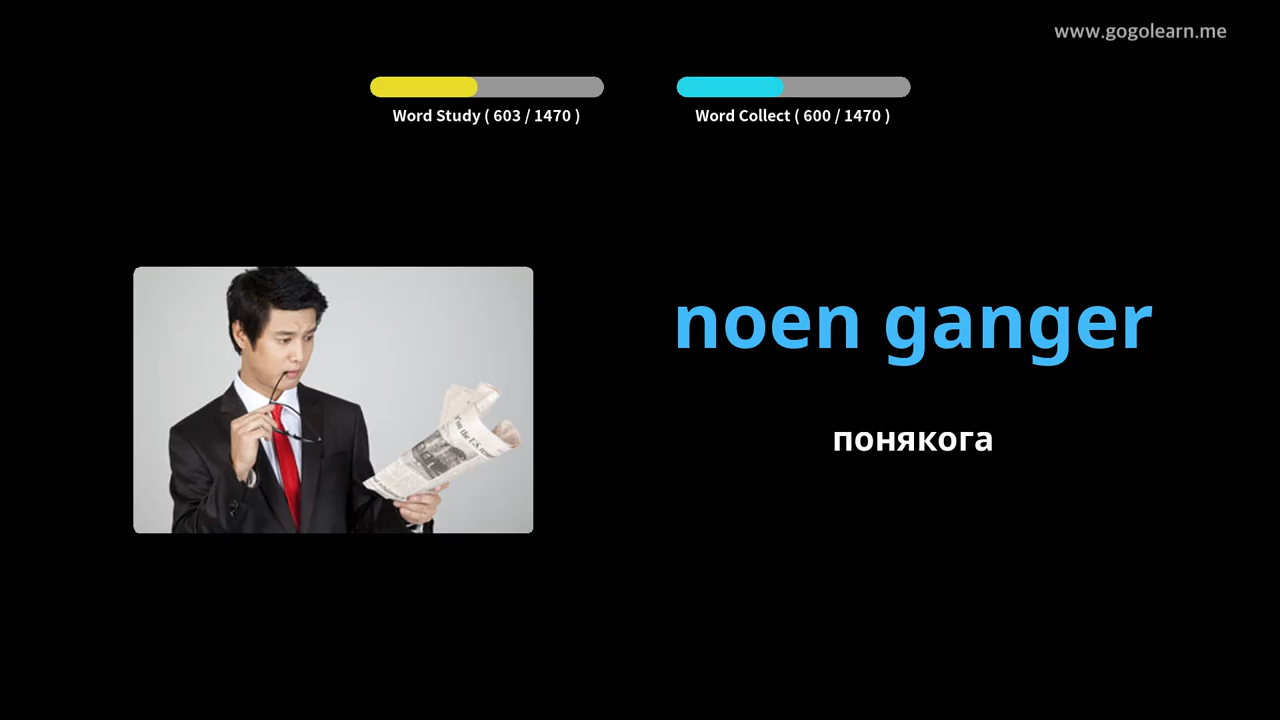 www.gogolearn.me
Word Study ( 603 / 1470 )
Word Collect ( 600 / 1470 )
noen ganger
понякога